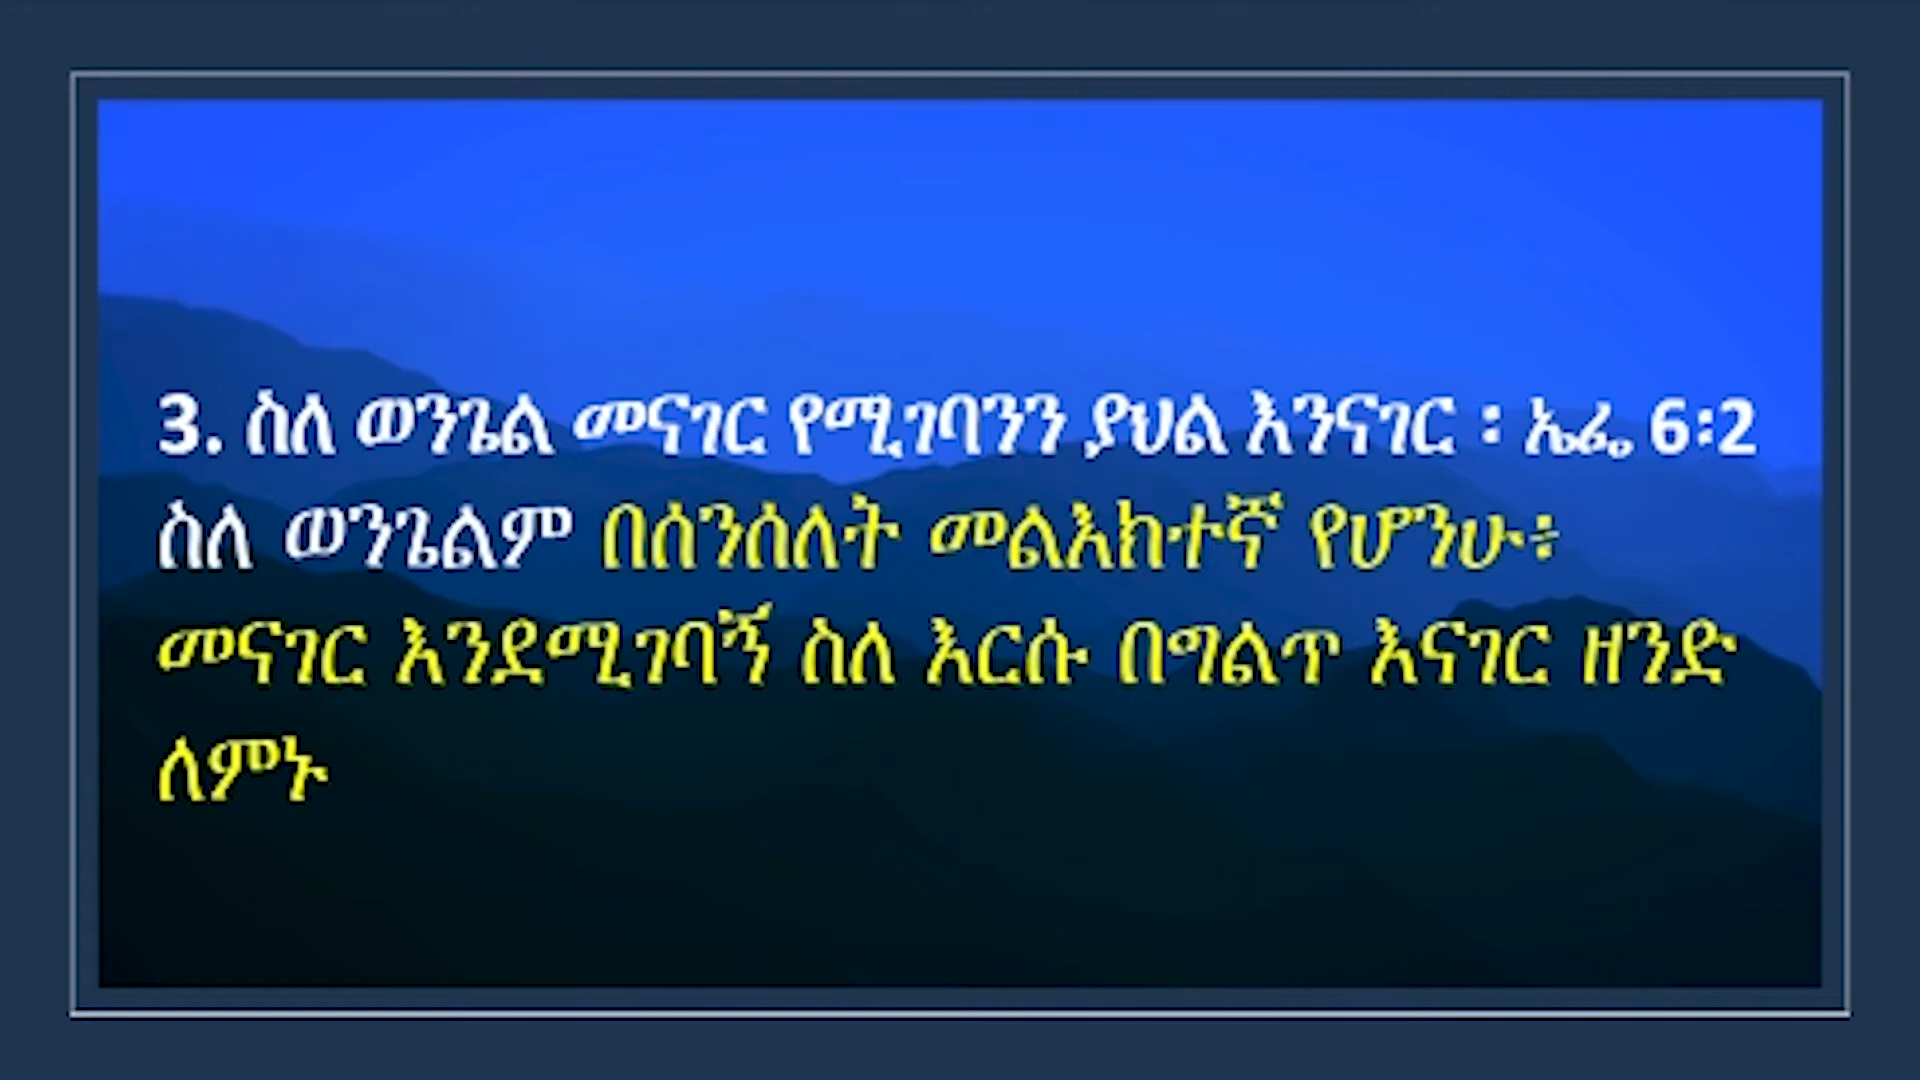 3. ስለ ወንጌል መናገር የሚገባንን ያህል እንናገር ፡ ኤፌ 6፡2
ስለ ወንጌልም በሰንሰለት መልእክተኛ የሆንሁ፥
መናገር እንደሚገባኝ ስለ እርሱ በግልጥ እናገር ዘንድ
ለምኑ